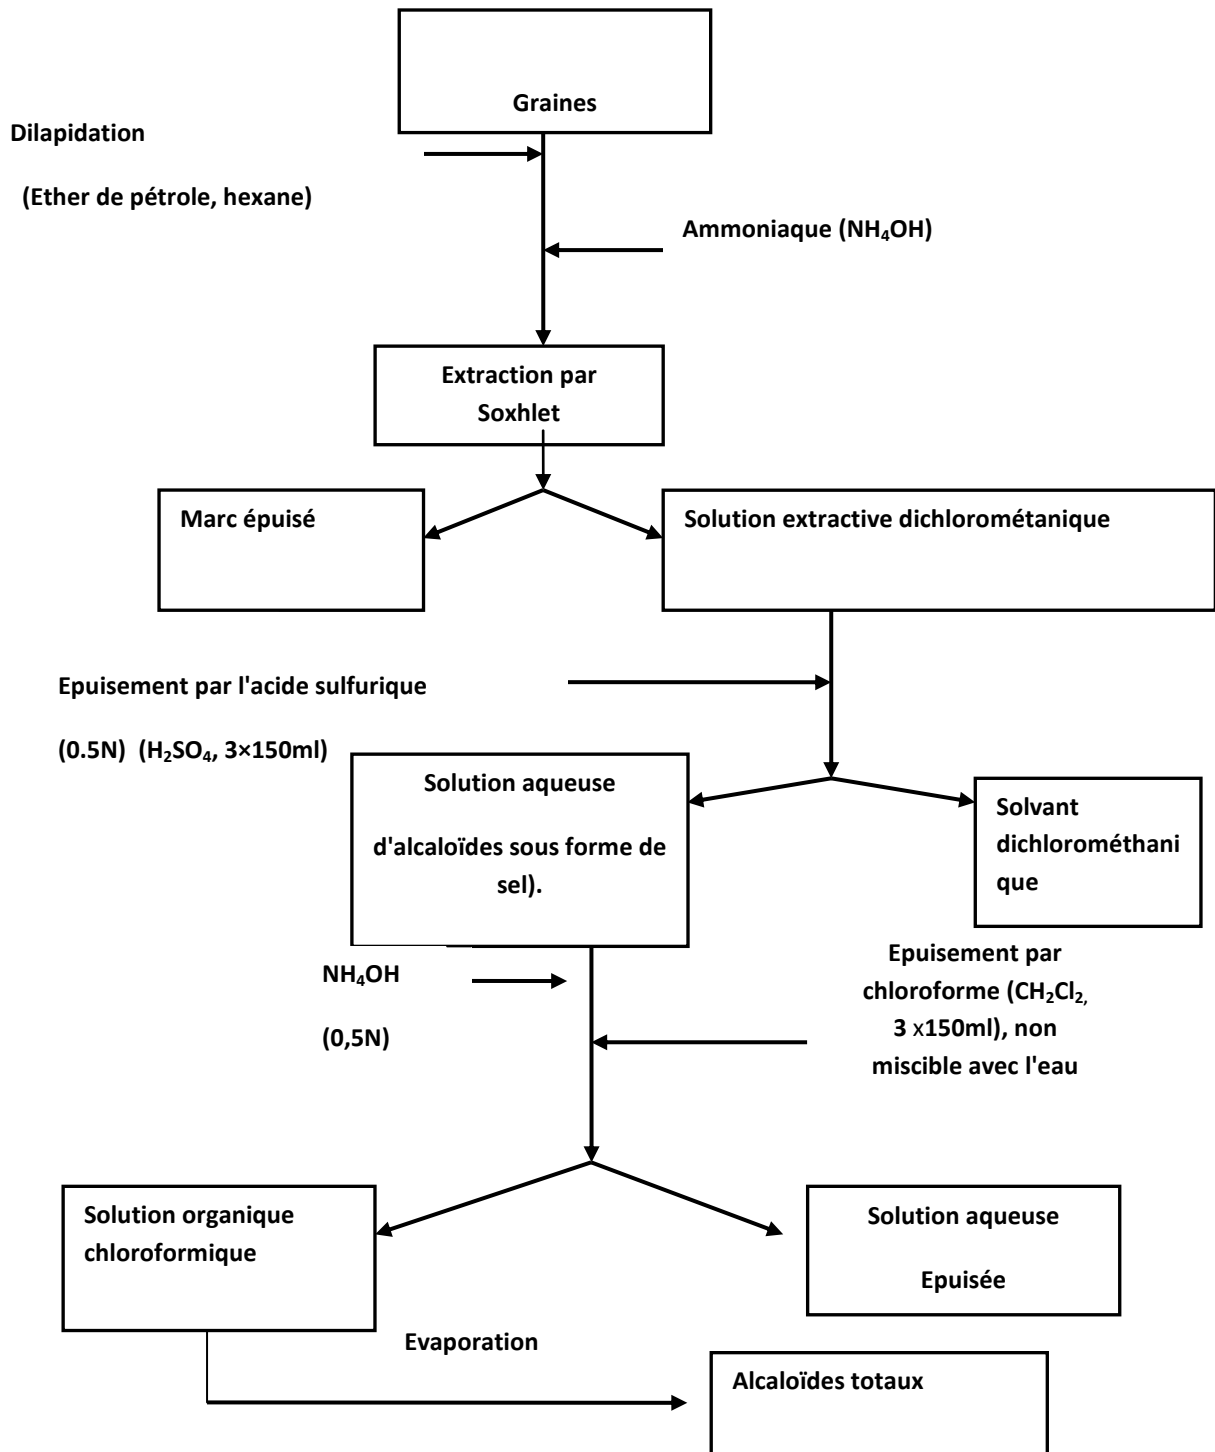 Graines
Dilapidation
(Ether de pétrole, hexane)
Ammoniaque (NH₄OH)
Extraction par
Soxhlet
Marc épuisé
Solution extractive dichlorométanique
Epuisement par l'acide sulfurique
(0.5N) (H₂SO₄, 3×150ml)
Solution aqueuse
d'alcaloïdes sous forme de
sel).
Solvant
dichlorométhani
que
NH₄OH
(0,5N)
Epuisement par
chloroforme (CH₂Cl₂,
3 x150ml), non
miscible avec l'eau
Solution organique
chloroformique
Solution aqueuse
Epuisée
Evaporation
Alcaloïdes totaux